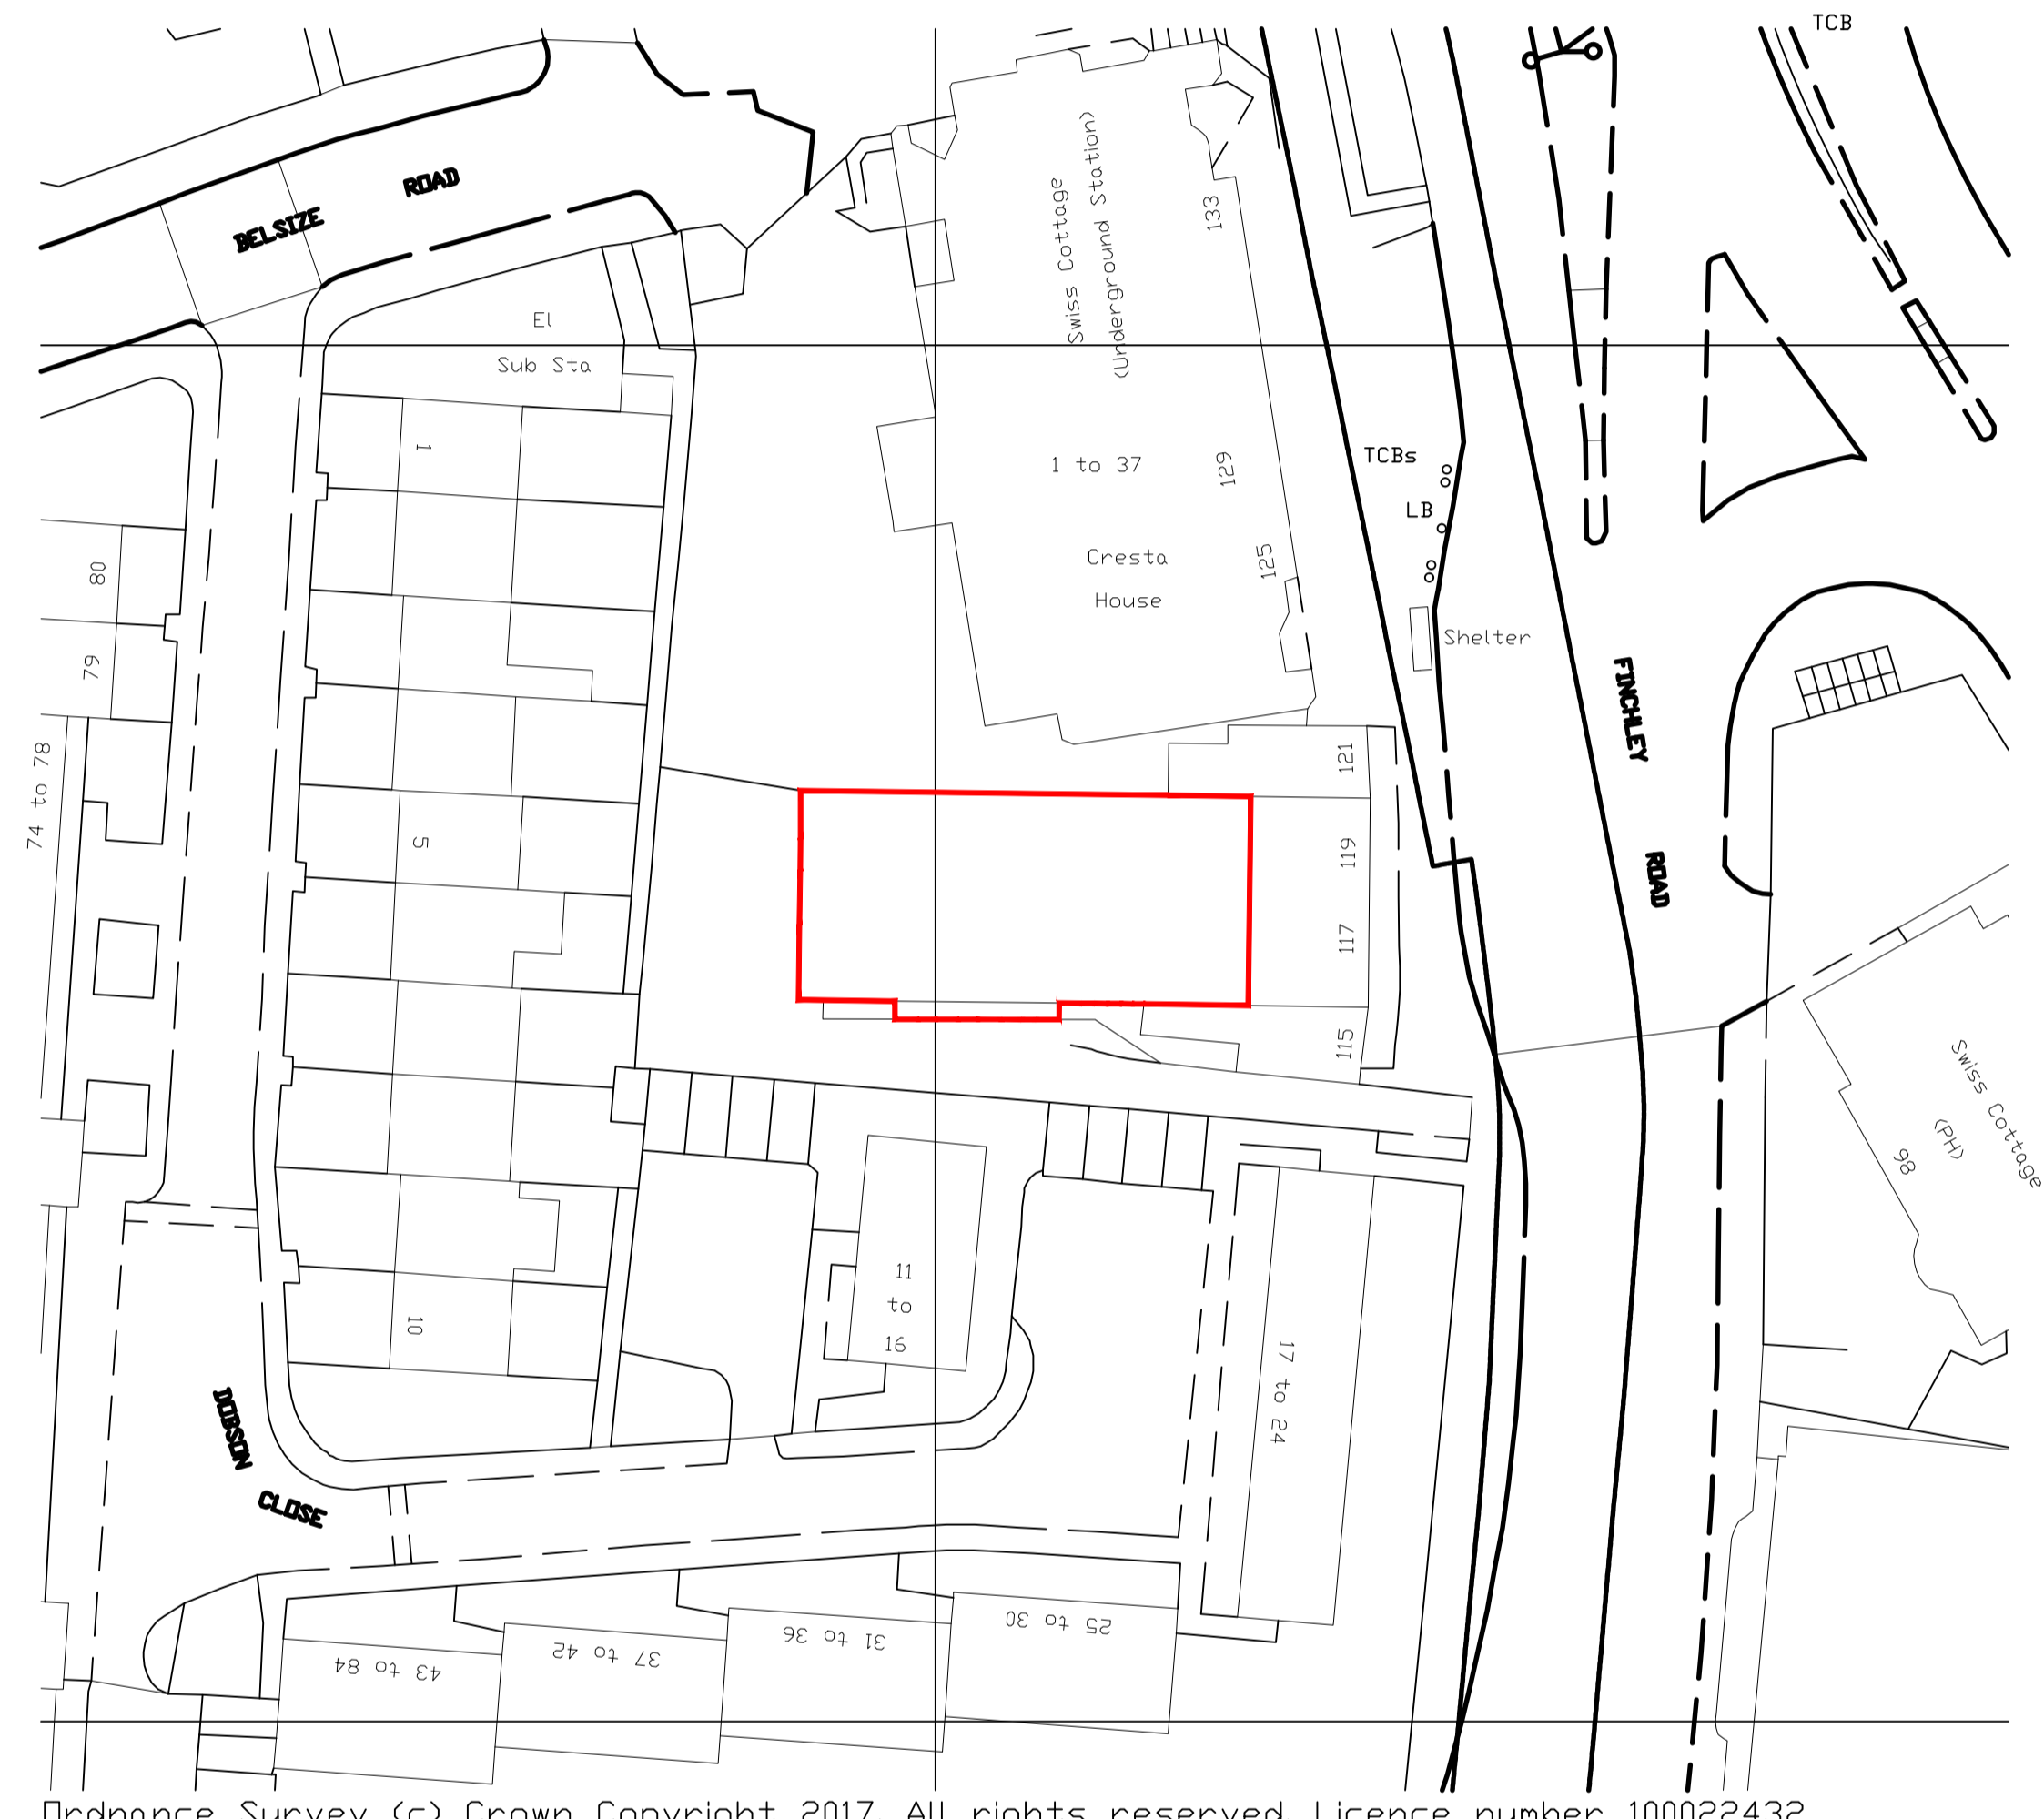 TCB
BELSIZE ROAD
Swiss Cottage
(Underground Station)
133
El
Sub Sta
1
1 to 37
129
TCBs
LB
Cresta
House
125
Shelter
80
79
74 to 78
FINCHLEY ROAD
121
5
119
117
115
Swiss Cottage
(PH)
98
11
to
16
10
17 to 24
DOBSON
CLOSE
25 to 30
31 to 36
37 to 42
43 to 84
Ordnance Survey (c) Crown Copyright 2017. All rights reserved. Licence number 100022432